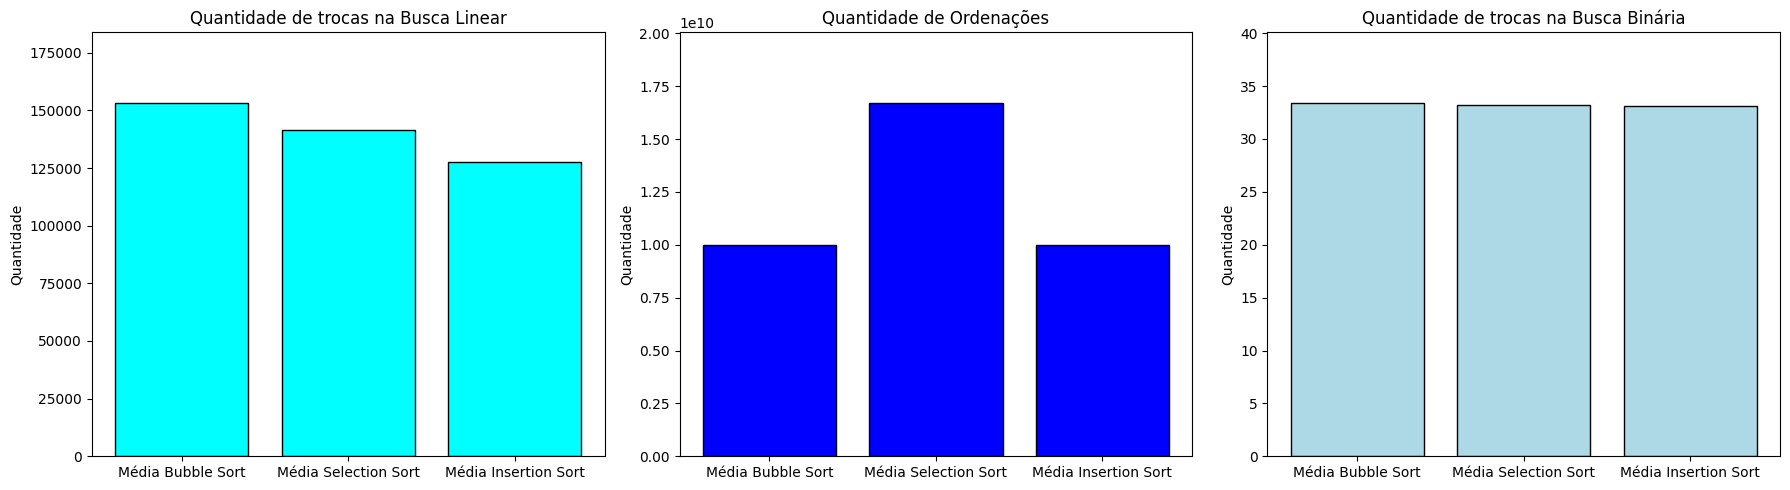 Quantidade de trocas na Busca Linear
Quantidade
175000
150000
125000
100000
75000
50000
25000
0
Média Bubble Sort
Média Selection Sort
Média Insertion Sort
Quantidade de Ordenações
1e10
Quantidade
2.00
1.75
1.50
1.25
1.00
0.75
0.50
0.25
0.00
Média Bubble Sort
Média Selection Sort
Média Insertion Sort
Quantidade de trocas na Busca Binária
Quantidade
40
35
30
25
20
15
10
5
0
Média Bubble Sort
Média Selection Sort
Média Insertion Sort